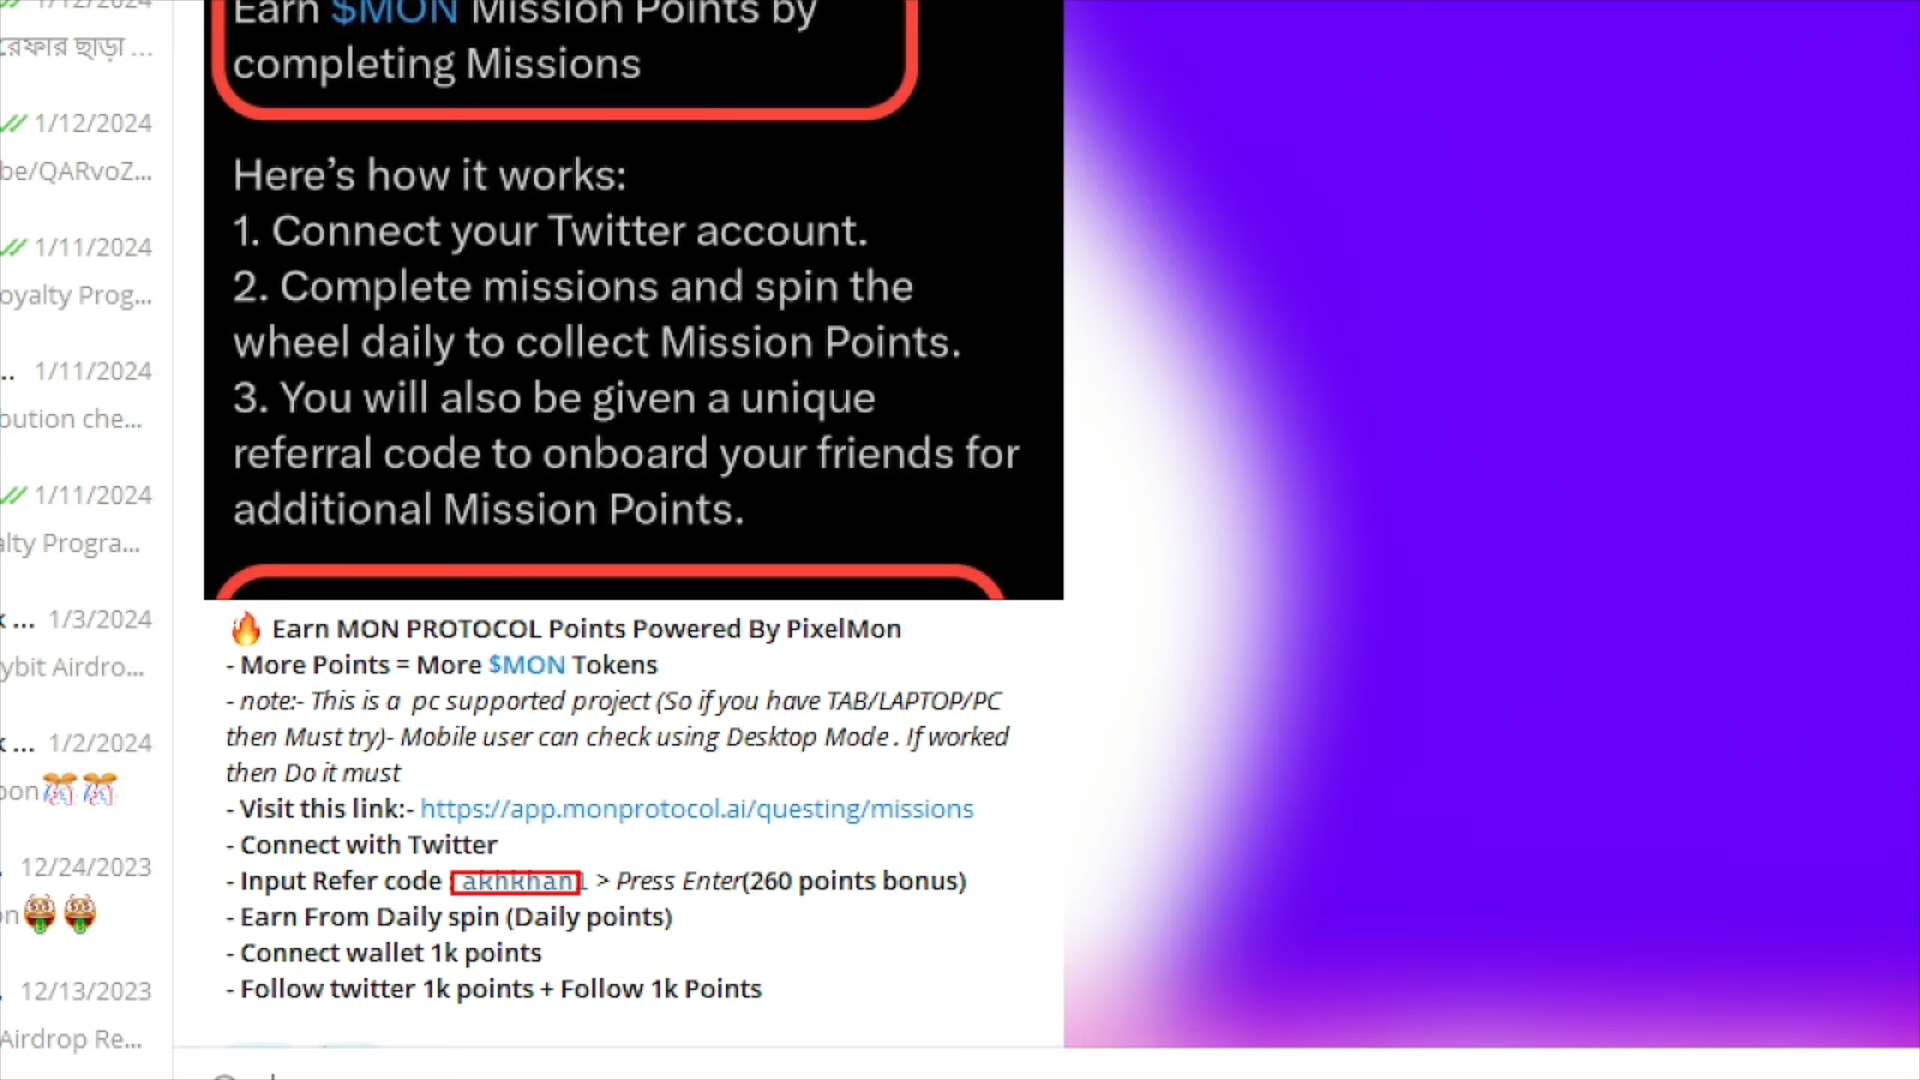 1/12/2024
রেফার ছাড়া ...
1/12/2024
be/QARvoZ...
1/11/2024
oyalty Prog...
.. 1/11/2024
bution che...
1/11/2024
alty Progra...
... 1/3/2024
ybit Airdro...
... 1/2/2024
oon
12/24/2023
n
12/13/2023
Airdrop Re...
Earn $MON Mission Points by
completing Missions
Here’s how it works:
1. Connect your Twitter account.
2. Complete missions and spin the
wheel daily to collect Mission Points.
3. You will also be given a unique
referral code to onboard your friends for
additional Mission Points.
🔥 Earn MON PROTOCOL Points Powered By PixelMon
- More Points = More $MON Tokens
- note:- This is a pc supported project (So if you have TAB/LAPTOP/PC
then Must try)- Mobile user can check using Desktop Mode . If worked
then Do it must
- Visit this link:- https://app.monprotocol.ai/questing/missions
- Connect with Twitter
- Input Refer code > Press Enter(260 points bonus)
- Earn From Daily spin (Daily points)
- Connect wallet 1k points
- Follow twitter 1k points + Follow 1k Points